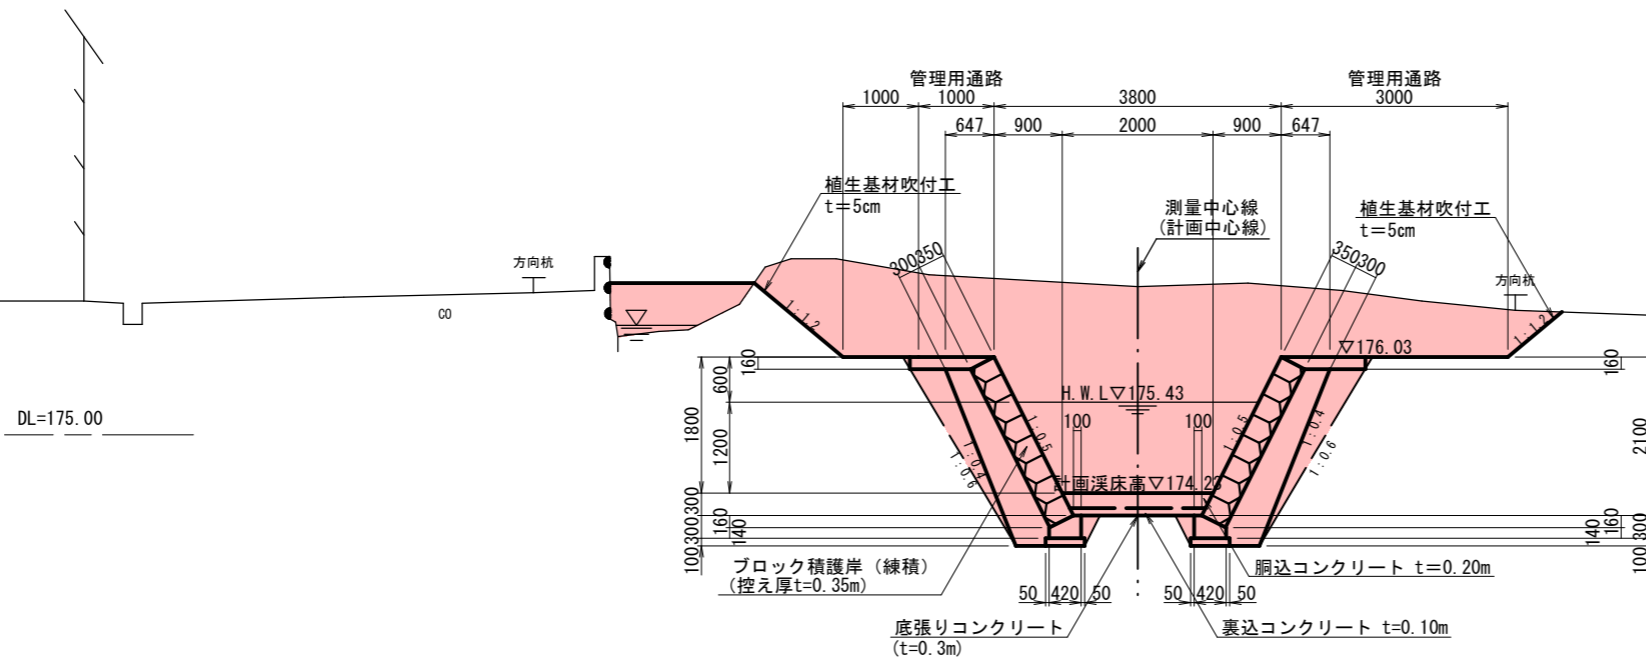 管理用通路
管理用通路
1000
1000
3800
3000
647
900
2000
900
647
植生基材吹付工
t=5cm
測量中心線
(計画中心線)
植生基材吹付工
t=5cm
方向杭
300
350
350
300
方向杭
CO
1:1.2
1:1.2
▽176.03
160
600
160
H.W.L▽175.43
DL=175.00
1800
1200
100
100
1:0.5
1:0.5
1:0.4
1:0.6
1:0.4
1:0.6
2100
計画渓床高▽174.23
300
160
300
140
100
160
300
140
100
ブロック積護岸（練積）
(控え厚t=0.35m)
胴込コンクリート t=0.20m
50
420
50
50
420
50
底張りコンクリート
(t=0.3m)
裏込コンクリート t=0.10m